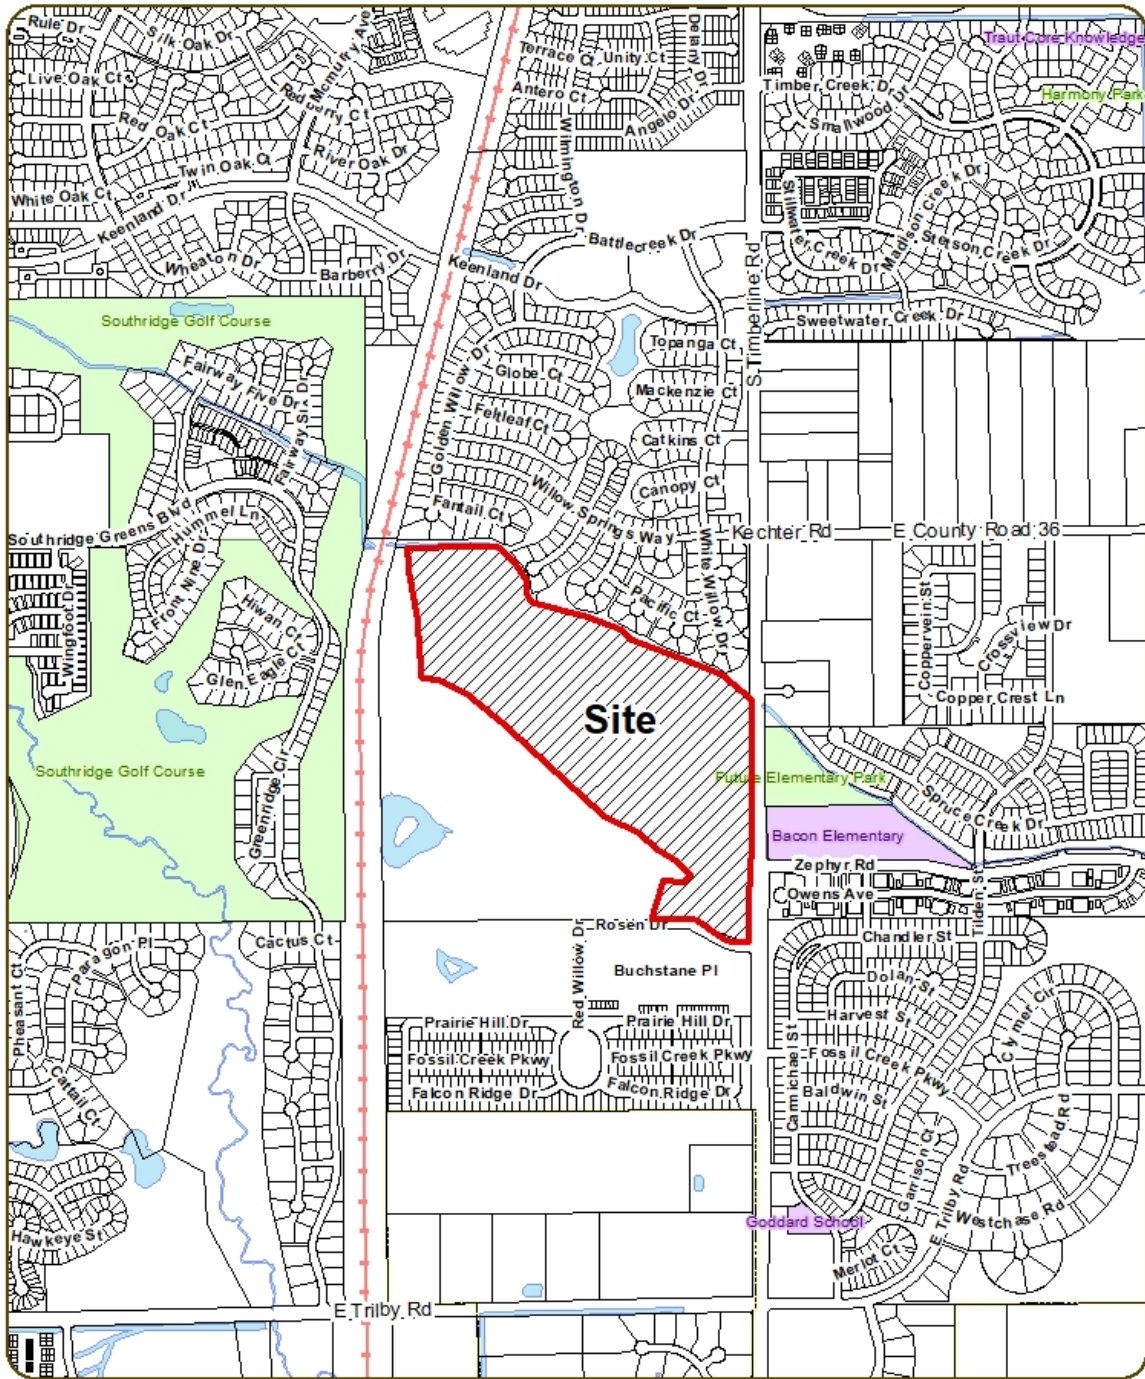 Rule Dr
Silk Oak Dr
Mcmurry Ave
Live Oak Ct
Redberry Ct
Red Oak Ct
River Oak Dr
Twin Oak Ct
White Oak Ct
Keenland Dr
Wheaton Dr
Barberry Dr
Terrace Ct
Unity Ct
Delany Dr
Antero Ct
Angelo Dr
Wilmington Dr
Battlecreek Dr
Keenland Dr
S Timberline Rd
Traut Core Knowledge
Harmony Park
Timber Creek Dr
Smallwood Dr
Stillwater Creek Dr
Madison Creek Dr
Stetson Creek Dr
Sweetwater Creek Dr
Southridge Golf Course
Fairway Five Dr
Fairway Six Dr
Golden Willow Dr
Topanga Ct
Globe Ct
Mackenzie Ct
Feltleaf Ct
Catkins Ct
Canopy Ct
Willow Springs Way
Fantail Ct
White Willow Dr
Pacific Ct
Kechter Rd
E County Road 36
Southridge Greens Blvd
Hummel Ln
Front Nine Dr
Wingfoot Dr
Hiwan Ct
Glen Eagle Ct
Coppervein St
Crossview Dr
Copper Crest Ln
Site
Southridge Golf Course
Greenridge Cir
Future Elementary Park
Spruce Creek Dr
Bacon Elementary
Zephyr Rd
Owens Ave
Tilden St
Rosen Dr
Chandler St
Cactus Ct
Paragon Pl
Pheasant Ct
Red Willow Dr
Buchstane Pl
Dolan St
Harvest St
Clymer Cir
Prairie Hill Dr
Prairie Hill Dr
Fossil Creek Pkwy
Fossil Creek Pkwy
Fossil Creek Pkwy
Falcon Ridge Dr
Falcon Ridge Dr
Carmichael St
Baldwin St
Cattail Ct
Garrison Ct
Treestead Rd
E Trilby Rd
Westchase Rd
Goddard School
Merlot Ct
Hawkeye St
E Trilby Rd